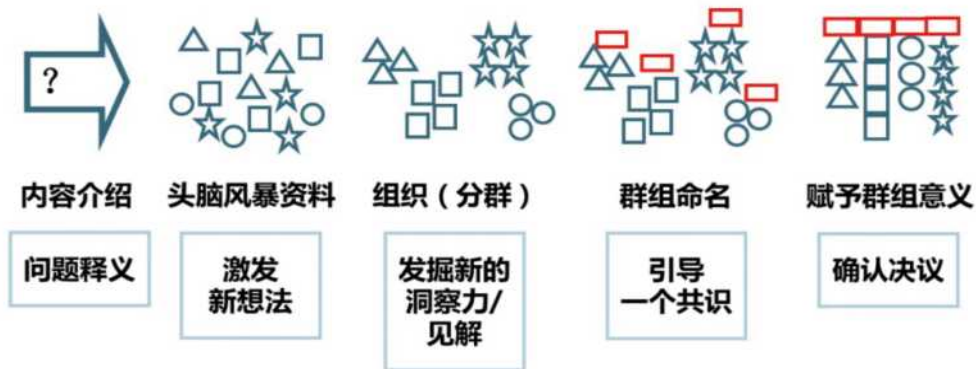 ?
内容介绍
头脑风暴资料
组织（分群）
群组命名
赋予群组意义
问题释义
激发
新想法
发掘新的
洞察力/
见解
引导
一个共识
确认决议